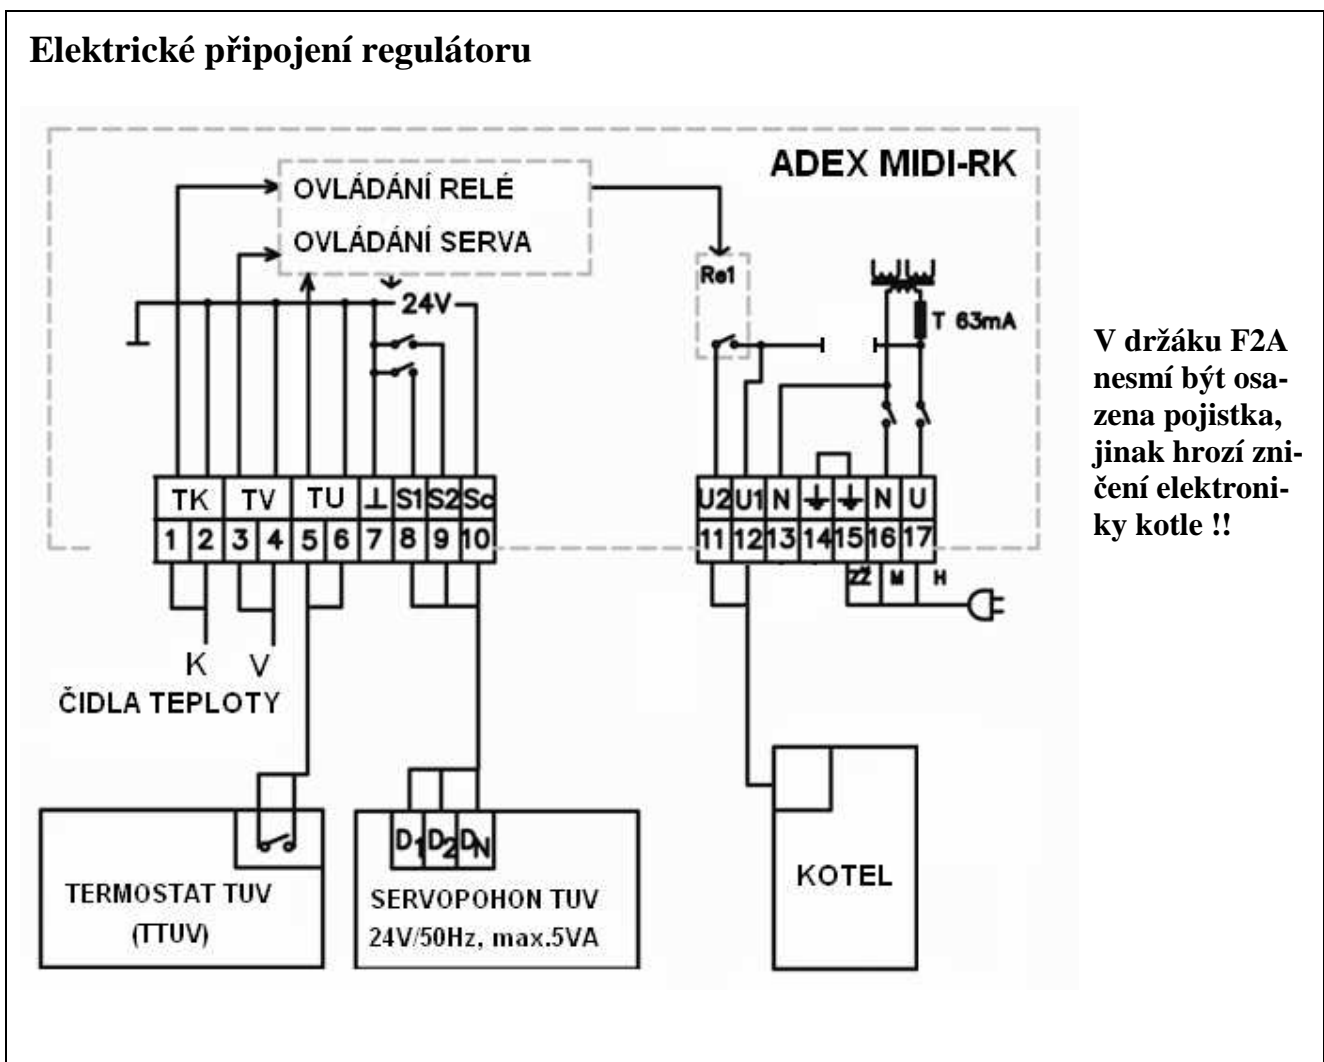 Elektrické připojení regulátoru
ADEX MIDI-RK
OVLÁDÁNÍ RELÉ
OVLÁDÁNÍ SERVA
24V
Re1
T 63mA
V držáku F2A
nesmí být osa-
zena pojistka,
jinak hrozí zni-
čení elektroni-
ky kotle !!
TK TV TU ⊥ S1 S2 Sc
1 2 3 4 5 6 7 8 9 10
U2 U1 N ⏚ ⏚ N U
11 12 13 14 15 16 17
ZŽ M H
K V
ČIDLA TEPLOTY
D1 D2 DN
TERMOSTAT TUV
(TTUV)
SERVOPOHON TUV
24V/50Hz, max.5VA
KOTEL